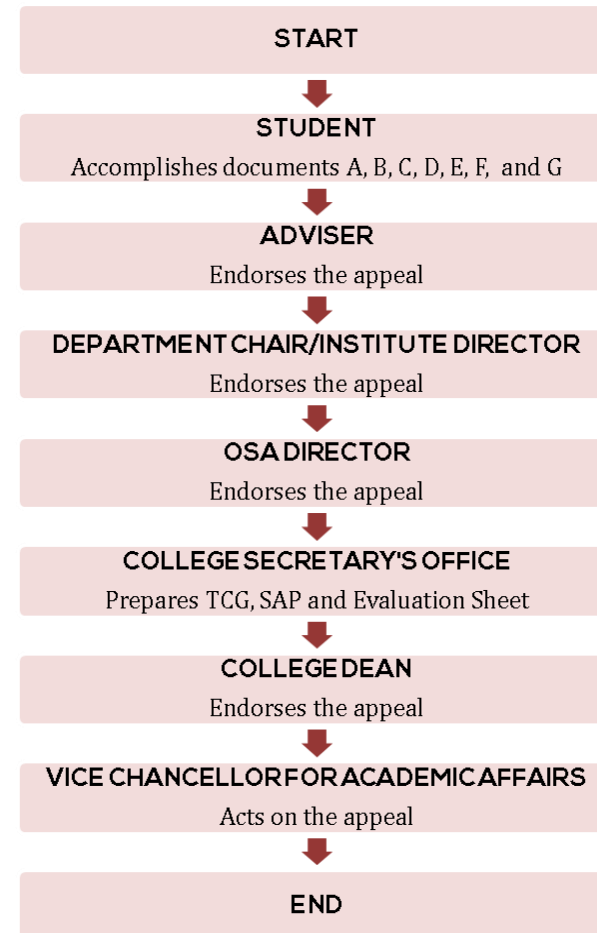 START
STUDENT
Accomplishes documents A, B, C, D, E, F, and G
ADVISER
Endorses the appeal
DEPARTMENT CHAIR/INSTITUTE DIRECTOR
Endorses the appeal
OSA DIRECTOR
Endorses the appeal
COLLEGE SECRETARY'S OFFICE
Prepares TCG, SAP and Evaluation Sheet
COLLEGE DEAN
Endorses the appeal
VICE CHANCELLOR FOR ACADEMIC AFFAIRS
Acts on the appeal
END